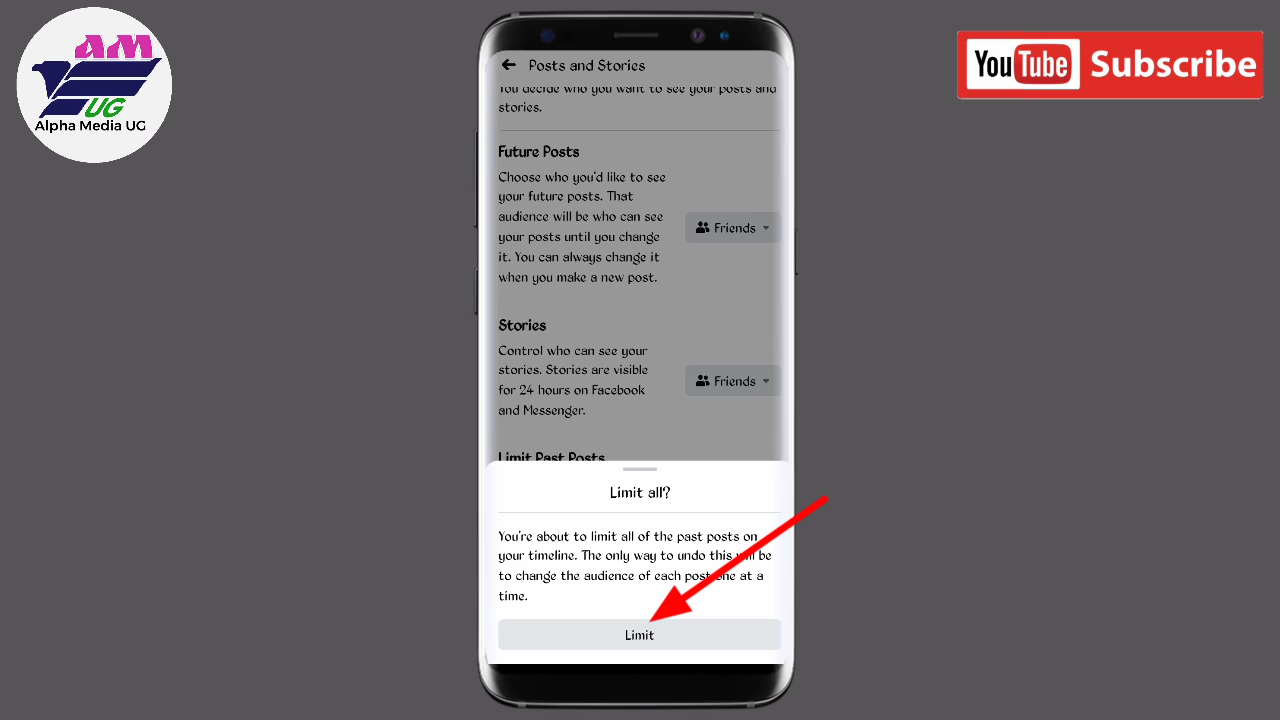 AM
UG
Alpha Media UG
YouTube Subscribe
Posts and Stories
You decide who you want to see your posts and
stories.
Future Posts
Choose who you'd like to see
your future posts. That
audience will be who can see
your posts until you change
it. You can always change it
when you make a new post.
Friends
Stories
Control who can see your
stories. Stories are visible
for 24 hours on Facebook
and Messenger.
Friends
Limit Past Posts
Limit all?
You're about to limit all of the past posts on
your timeline. The only way to undo this will be
to change the audience of each post one at a
time.
Limit